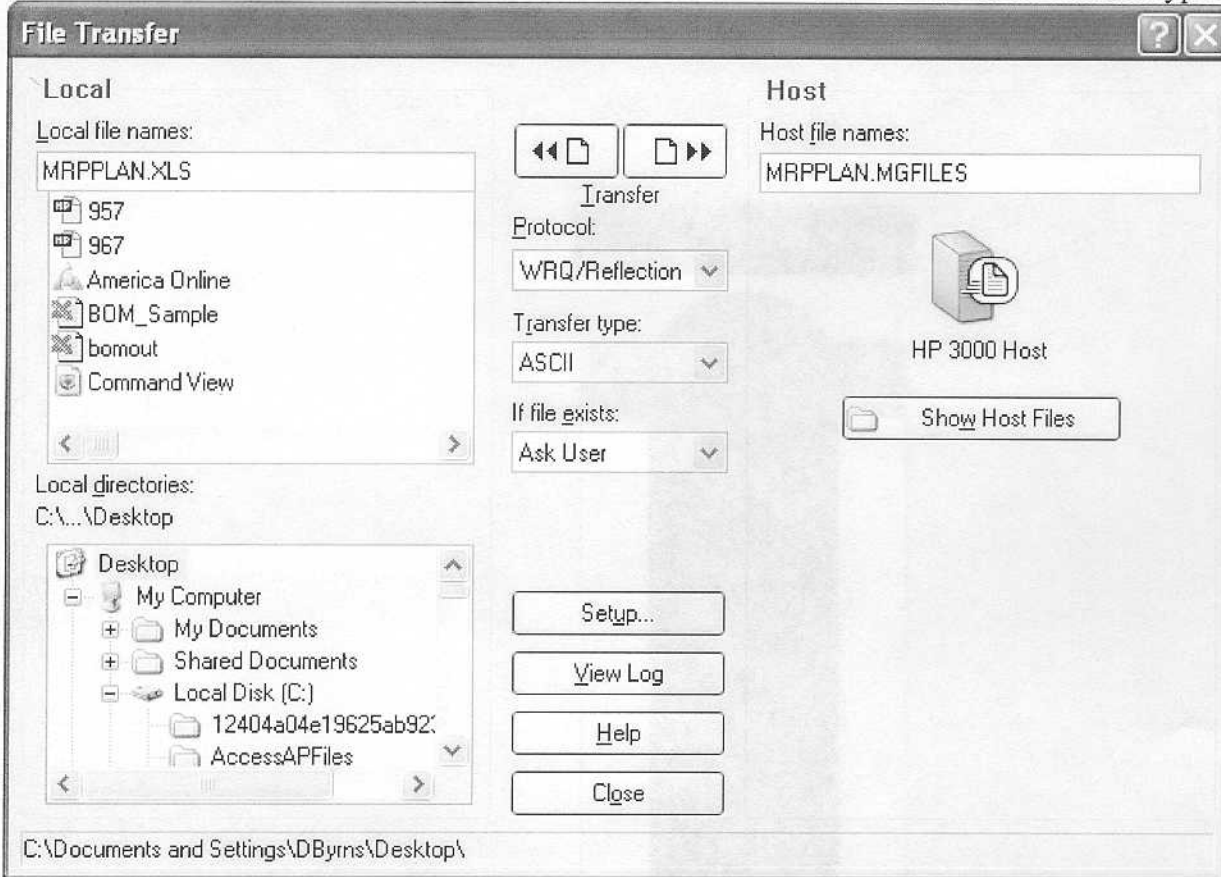 File Transfer
Local
Local file names:
MRPPLAN.XLS
957
967
America Online
BOM_Sample
bomout
Command View
Local directories:
C:\...\Desktop
Desktop
My Computer
My Documents
Shared Documents
Local Disk (C:)
12404a04e19625ab92
AccessAPFiles
Transfer
Protocol:
WRQ/Reflection
Transfer type:
ASCII
If file exists:
Ask User
Setup...
View Log
Help
Close
Host
Host file names:
MRPPLAN.MGFILES
HP 3000 Host
Show Host Files
C:\Documents and Settings\DByrns\Desktop\